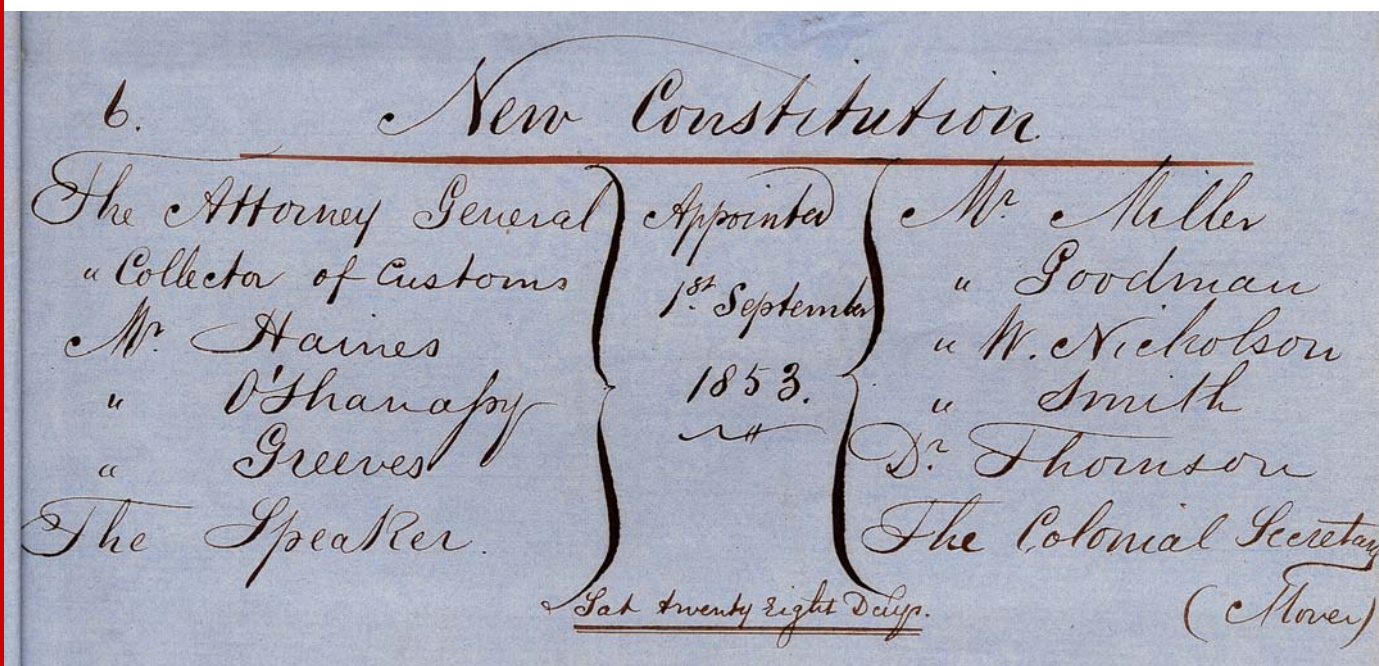 6. New Constitution
The Attorney General
" Collector of Customs
Mr. Haines
" O'Shanassy
" Greeves
The Speaker.
Appointed
1st. September
1853.
Mr. Miller
" Goodman
" W. Nicholson
" Smith
Dr. Thomson
The Colonial Secretary
(Mover)
Sat twenty Eight Days.